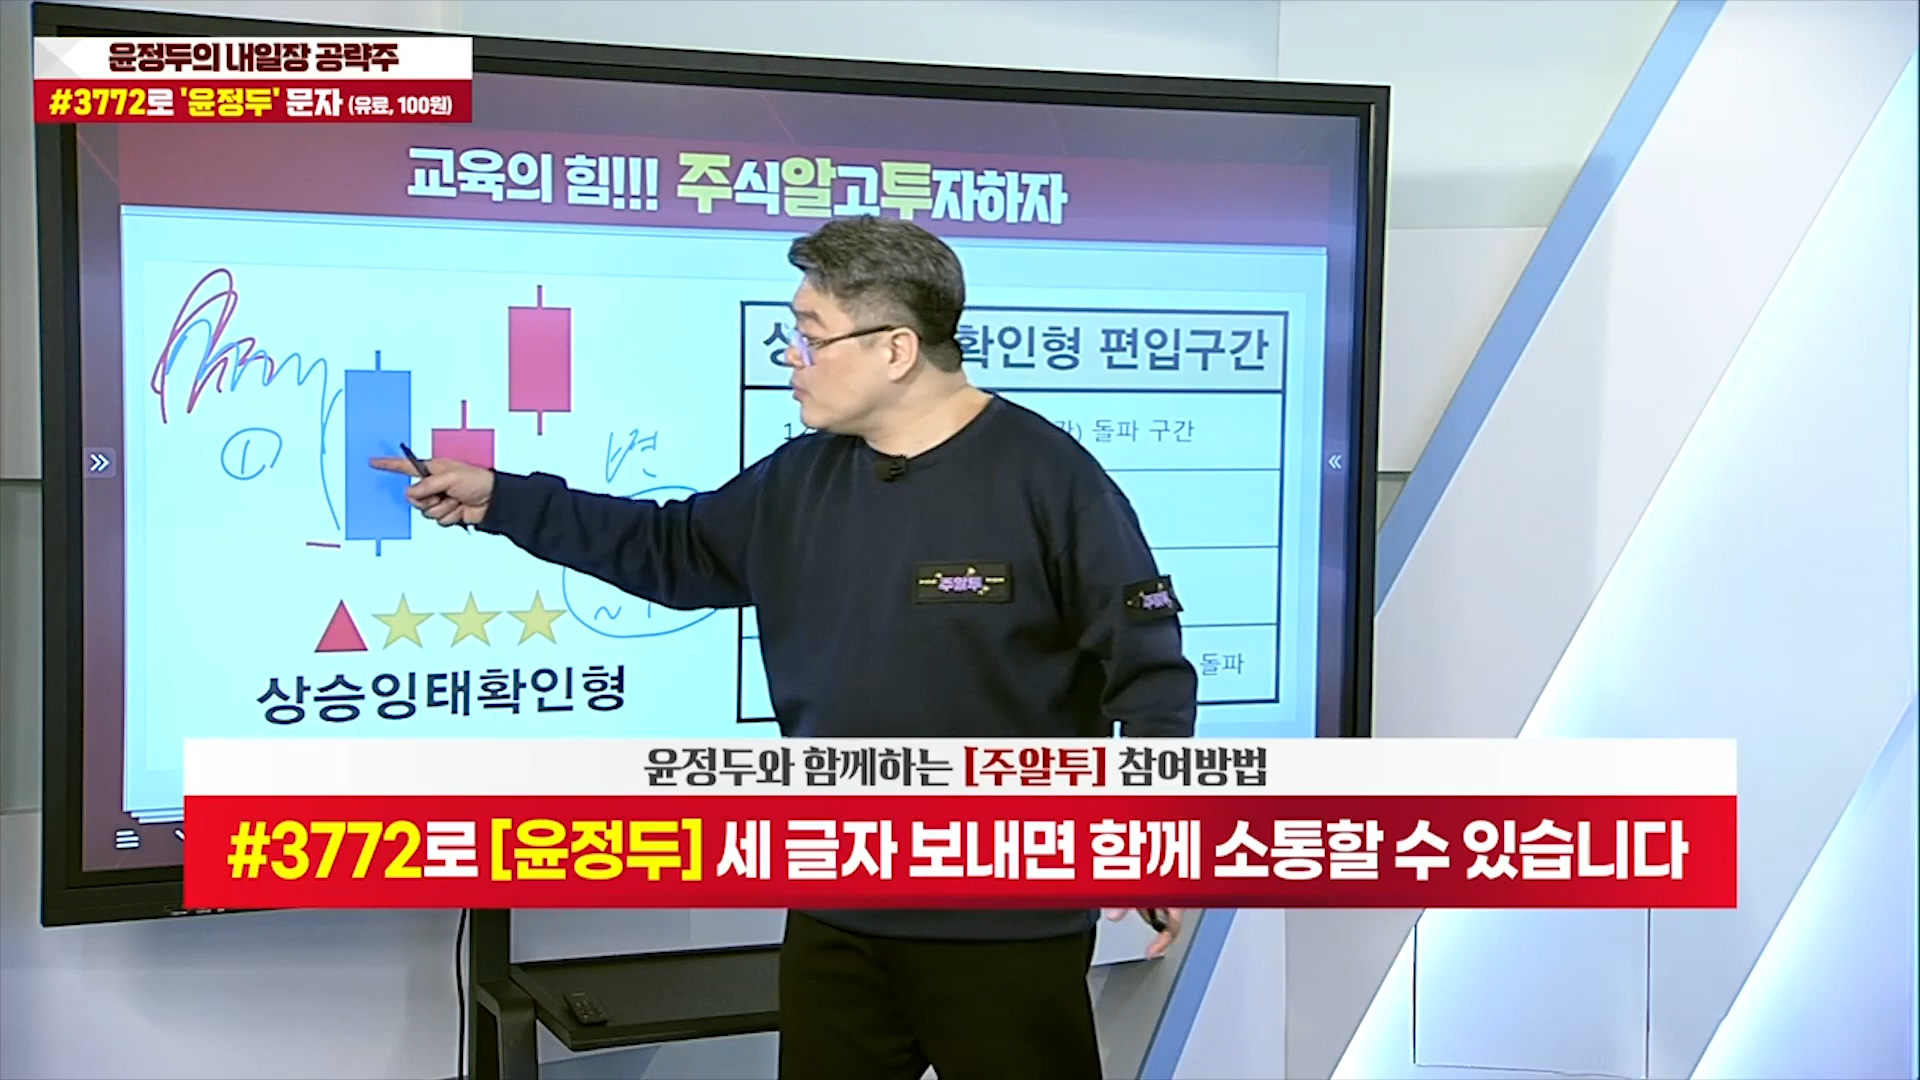 윤정두의 내일장 공략주
#3772로 '윤정두' 문자 (유료, 100원)
교육의 힘!!! 주식알고투자하자
확인형 편입구간
돌파 구간
①
변
돌파
상승잉태확인형
주알투
주알투
윤정두와 함께하는 [주알투] 참여방법
#3772로 [윤정두] 세 글자 보내면 함께 소통할 수 있습니다